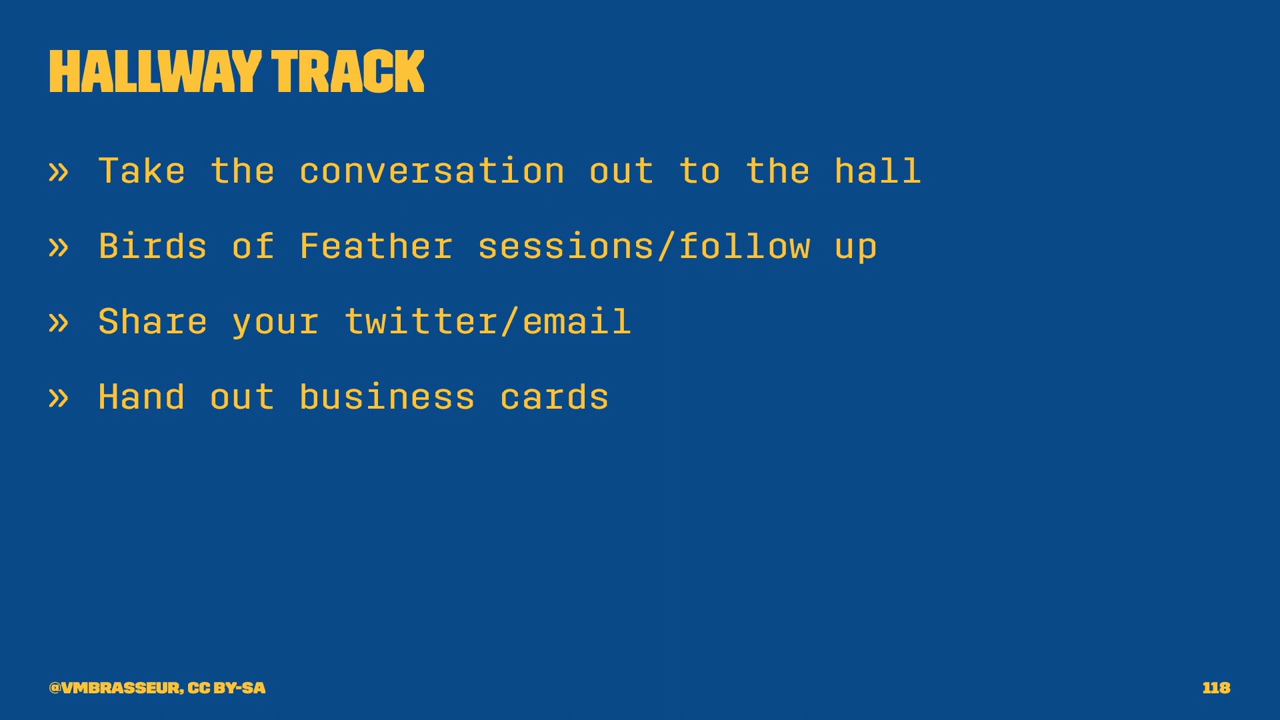 HALLWAY TRACK
» Take the conversation out to the hall
» Birds of Feather sessions/follow up
» Share your twitter/email
» Hand out business cards
@VMBRASSEUR, CC BY-SA
118